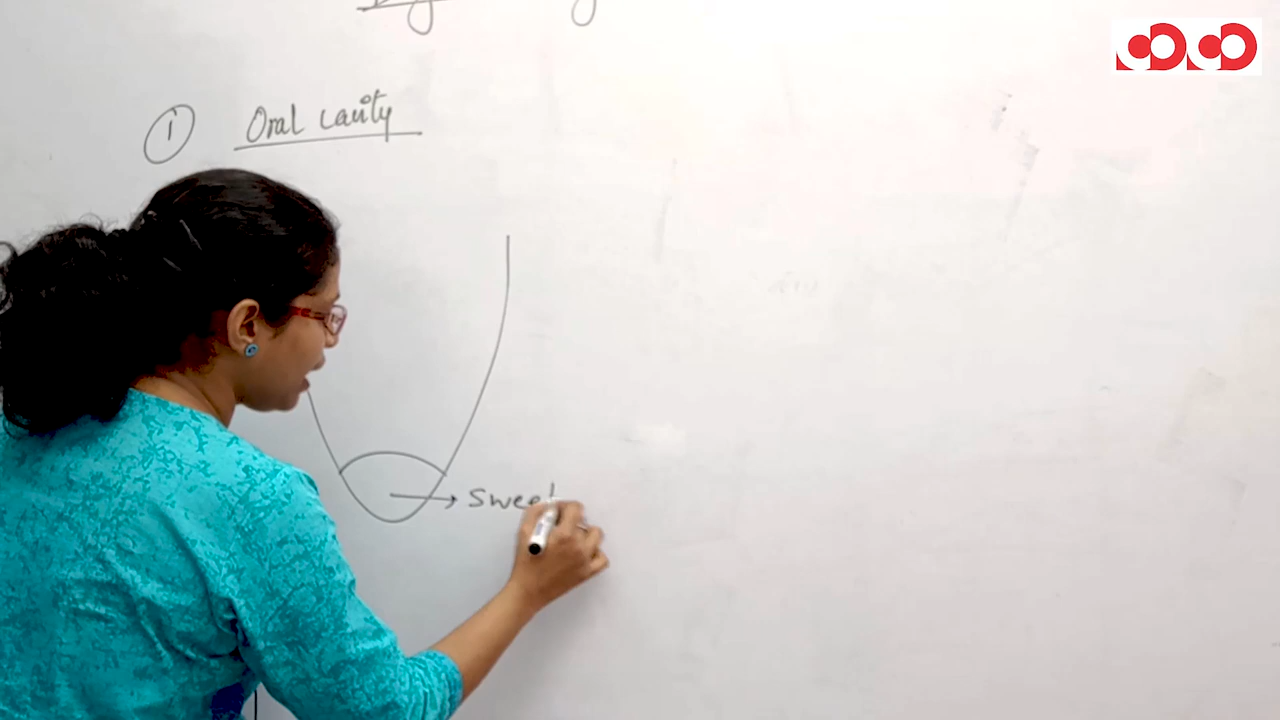 ① Oral cavity
→ Sweet